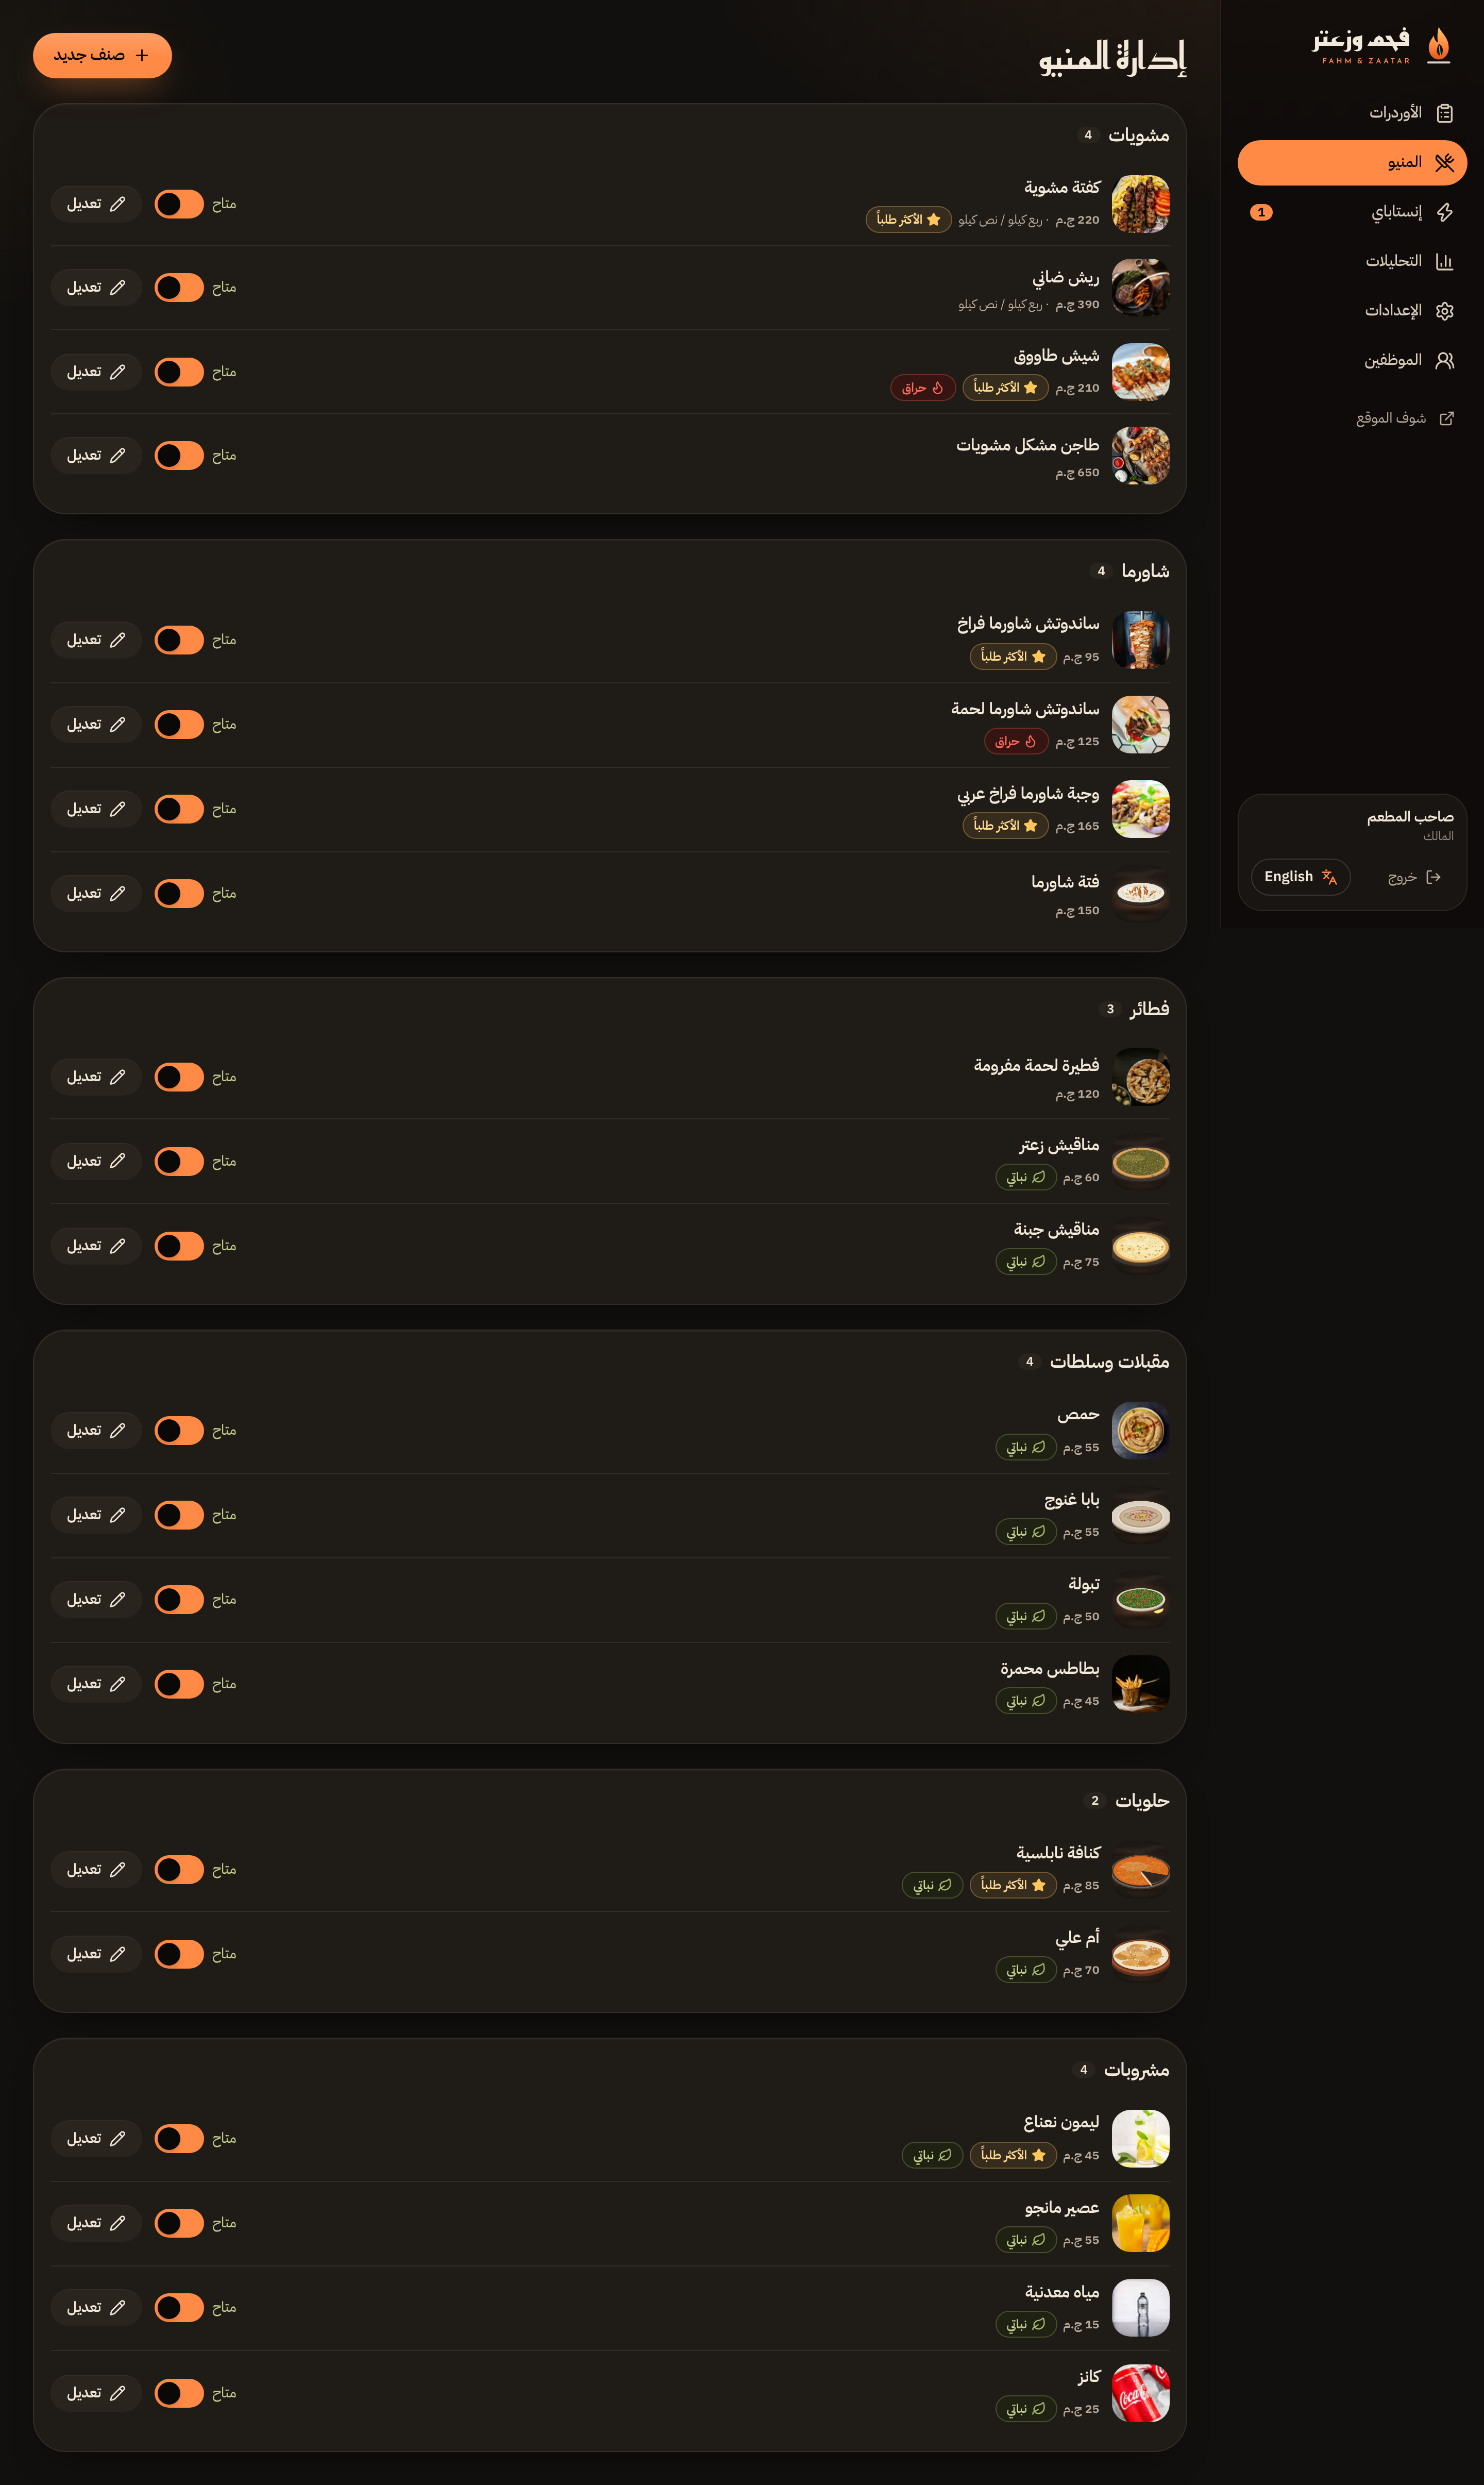 فحم وزعتر
FAHM & ZAATAR
الأوردرات
المنيو
إنستاباي 1
التحليلات
الإعدادات
الموظفين
شوف الموقع
صاحب المطعم
المالك
خروج English
إدارة المنيو
صنف جديد
مشويات 4
كفتة مشوية
220 ج.م · ربع كيلو / نص كيلو الأكثر طلباً
متاح تعديل
ريش ضاني
390 ج.م · ربع كيلو / نص كيلو
متاح تعديل
شيش طاووق
210 ج.م الأكثر طلباً حراق
متاح تعديل
طاجن مشكل مشويات
650 ج.م
متاح تعديل
شاورما 4
ساندوتش شاورما فراخ
95 ج.م الأكثر طلباً
متاح تعديل
ساندوتش شاورما لحمة
125 ج.م حراق
متاح تعديل
وجبة شاورما فراخ عربي
165 ج.م الأكثر طلباً
متاح تعديل
فتة شاورما
150 ج.م
متاح تعديل
فطائر 3
فطيرة لحمة مفرومة
120 ج.م
متاح تعديل
مناقيش زعتر
60 ج.م نباتي
متاح تعديل
مناقيش جبنة
75 ج.م نباتي
متاح تعديل
مقبلات وسلطات 4
حمص
55 ج.م نباتي
متاح تعديل
بابا غنوج
55 ج.م نباتي
متاح تعديل
تبولة
50 ج.م نباتي
متاح تعديل
بطاطس محمرة
45 ج.م نباتي
متاح تعديل
حلويات 2
كنافة نابلسية
85 ج.م الأكثر طلباً نباتي
متاح تعديل
أم علي
70 ج.م نباتي
متاح تعديل
مشروبات 4
ليمون نعناع
45 ج.م الأكثر طلباً نباتي
متاح تعديل
عصير مانجو
55 ج.م نباتي
متاح تعديل
مياه معدنية
15 ج.م نباتي
متاح تعديل
كانز
25 ج.م نباتي
متاح تعديل